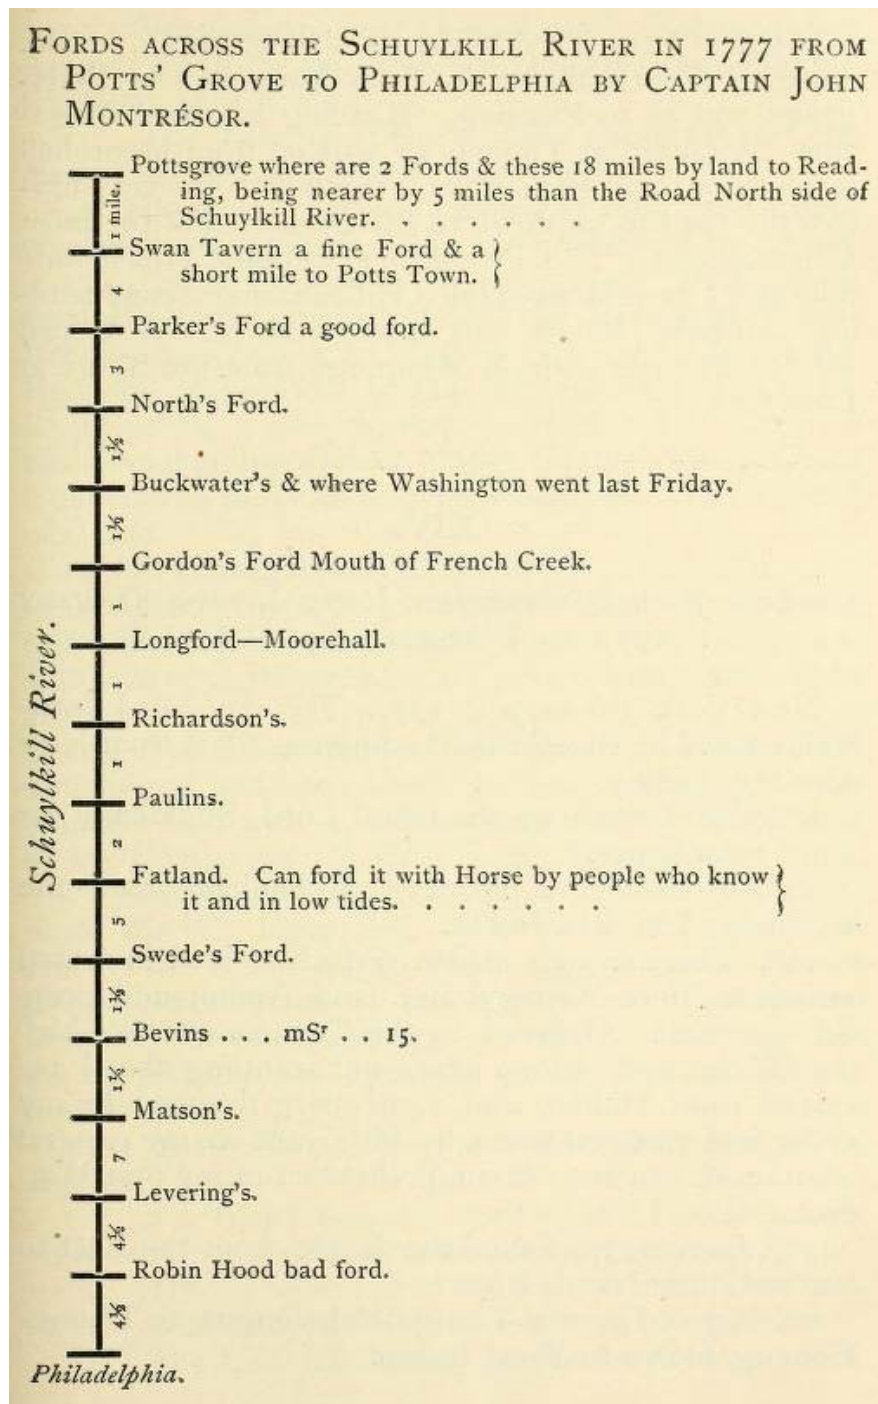 FORDS ACROSS THE SCHUYLKILL RIVER IN 1777 FROM
POTTS' GROVE TO PHILADELPHIA BY CAPTAIN JOHN
MONTRÉSOR.
Pottsgrove where are 2 Fords & these 18 miles by land to Read-
ing, being nearer by 5 miles than the Road North side of
Schuylkill River. . . . . . .
1 mile.
Swan Tavern a fine Ford & a
short mile to Potts Town.
4
Parker's Ford a good ford.
3
North's Ford.
1½
Buckwater's & where Washington went last Friday.
1½
Gordon's Ford Mouth of French Creek.
1
Longford—Moorehall.
1
Richardson's.
1
Paulins.
2
Schuylkill River.
Fatland. Can ford it with Horse by people who know
it and in low tides. . . . . . .
5
Swede's Ford.
1½
Bevins . . . mSʳ . . 15.
1½
Matson's.
7
Levering's.
4½
Robin Hood bad ford.
4½
Philadelphia.